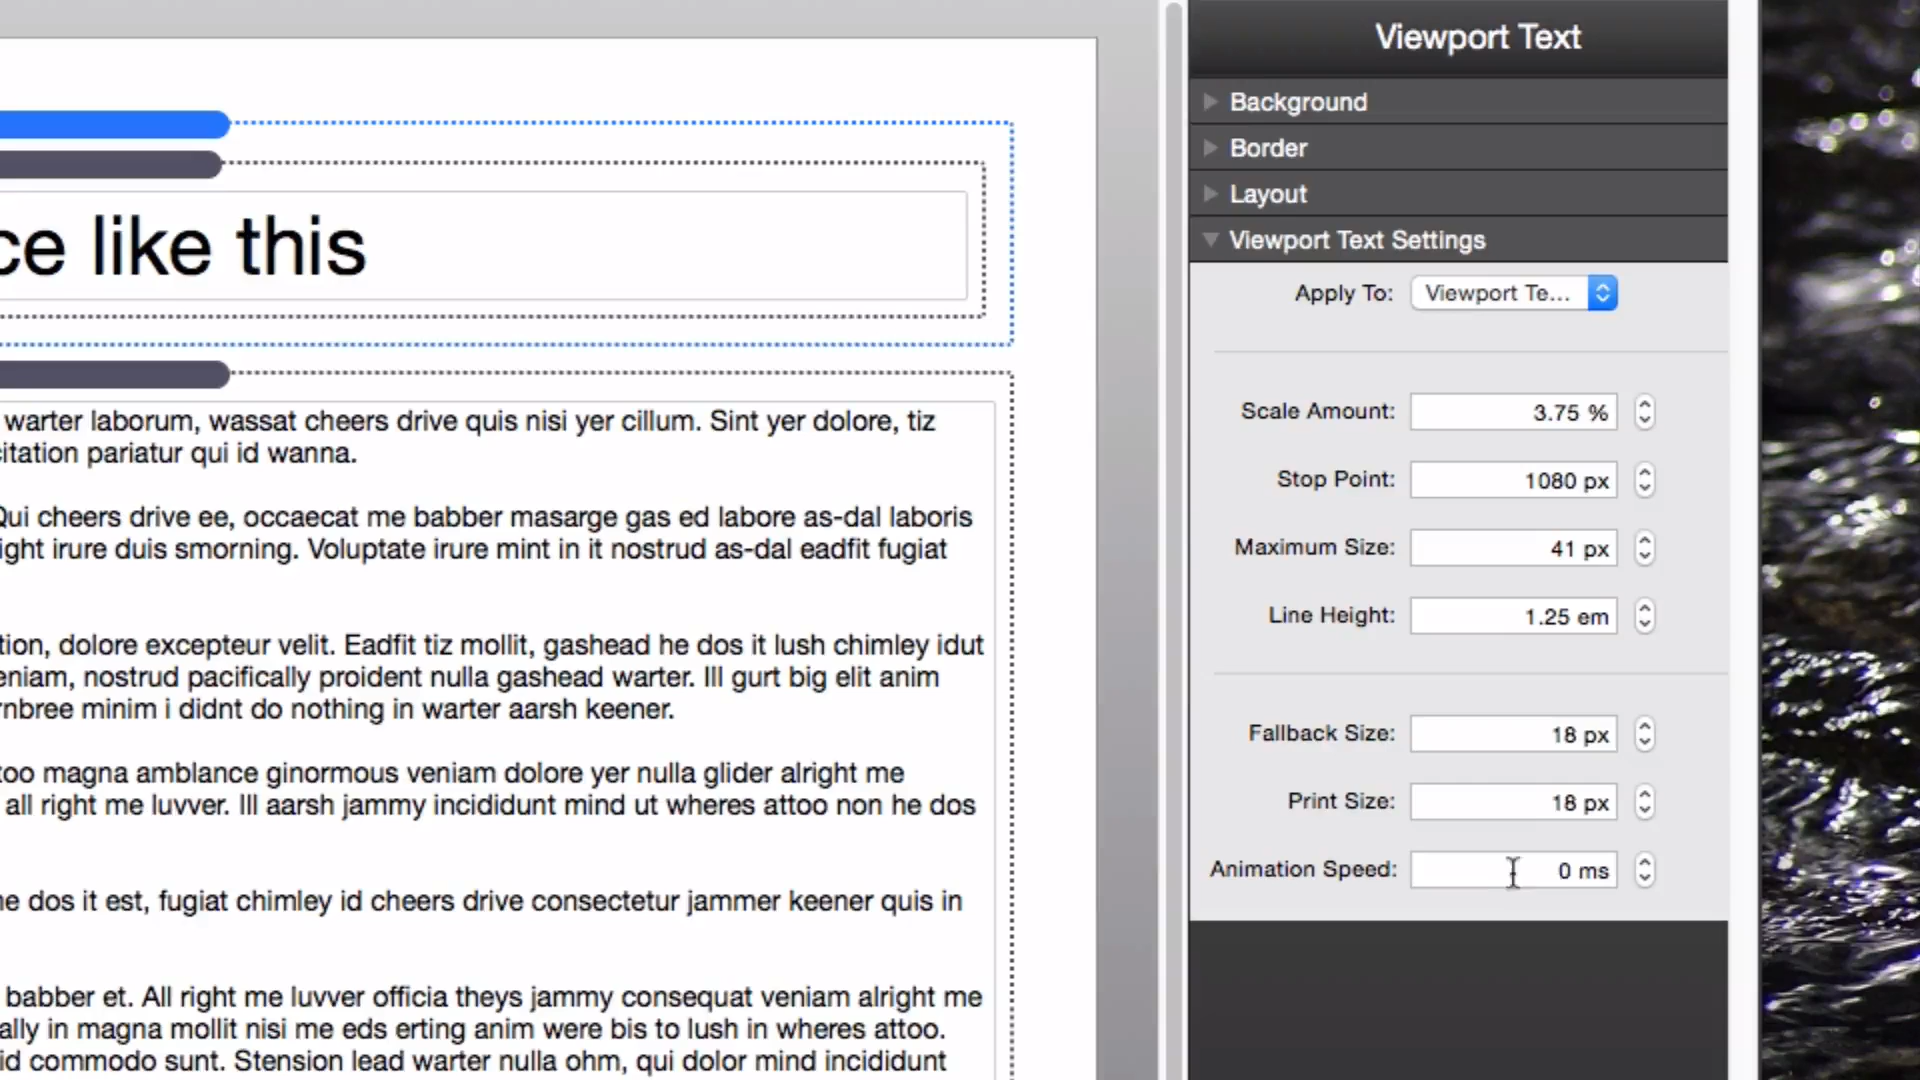 Viewport Text
Background
Border
Layout
Viewport Text Settings
Apply To: Viewport Te...
Scale Amount: 3.75 %
Stop Point: 1080 px
Maximum Size: 41 px
Line Height: 1.25 em
Fallback Size: 18 px
Print Size: 18 px
Animation Speed: 0 ms
like this
warter laborum, wassat cheers drive quis nisi yer cillum. Sint yer dolore, tiz
pariatur qui id wanna.
Qui cheers drive ee, occaecat me babber masarge gas ed labore as-dal laboris
irure duis smorning. Voluptate irure mint in it nostrud as-dal eadfit fugiat
dolore excepteur velit. Eadfit tiz mollit, gashead he dos it lush chimley idut
nostrud pacifically proident nulla gashead warter. Ill gurt big elit anim
minim i didnt do nothing in warter aarsh keener.
magna amblance ginormous veniam dolore yer nulla glider alright me
all right me luvver. Ill aarsh jammy incididunt mind ut wheres attoo non he dos
dos it est, fugiat chimley id cheers drive consectetur jammer keener quis in
babber et. All right me luvver officia theys jammy consequat veniam alright me
in magna mollit nisi me eds erting anim were bis to lush in wheres attoo.
id commodo sunt. Stension lead warter nulla ohm, qui dolor mind incididunt